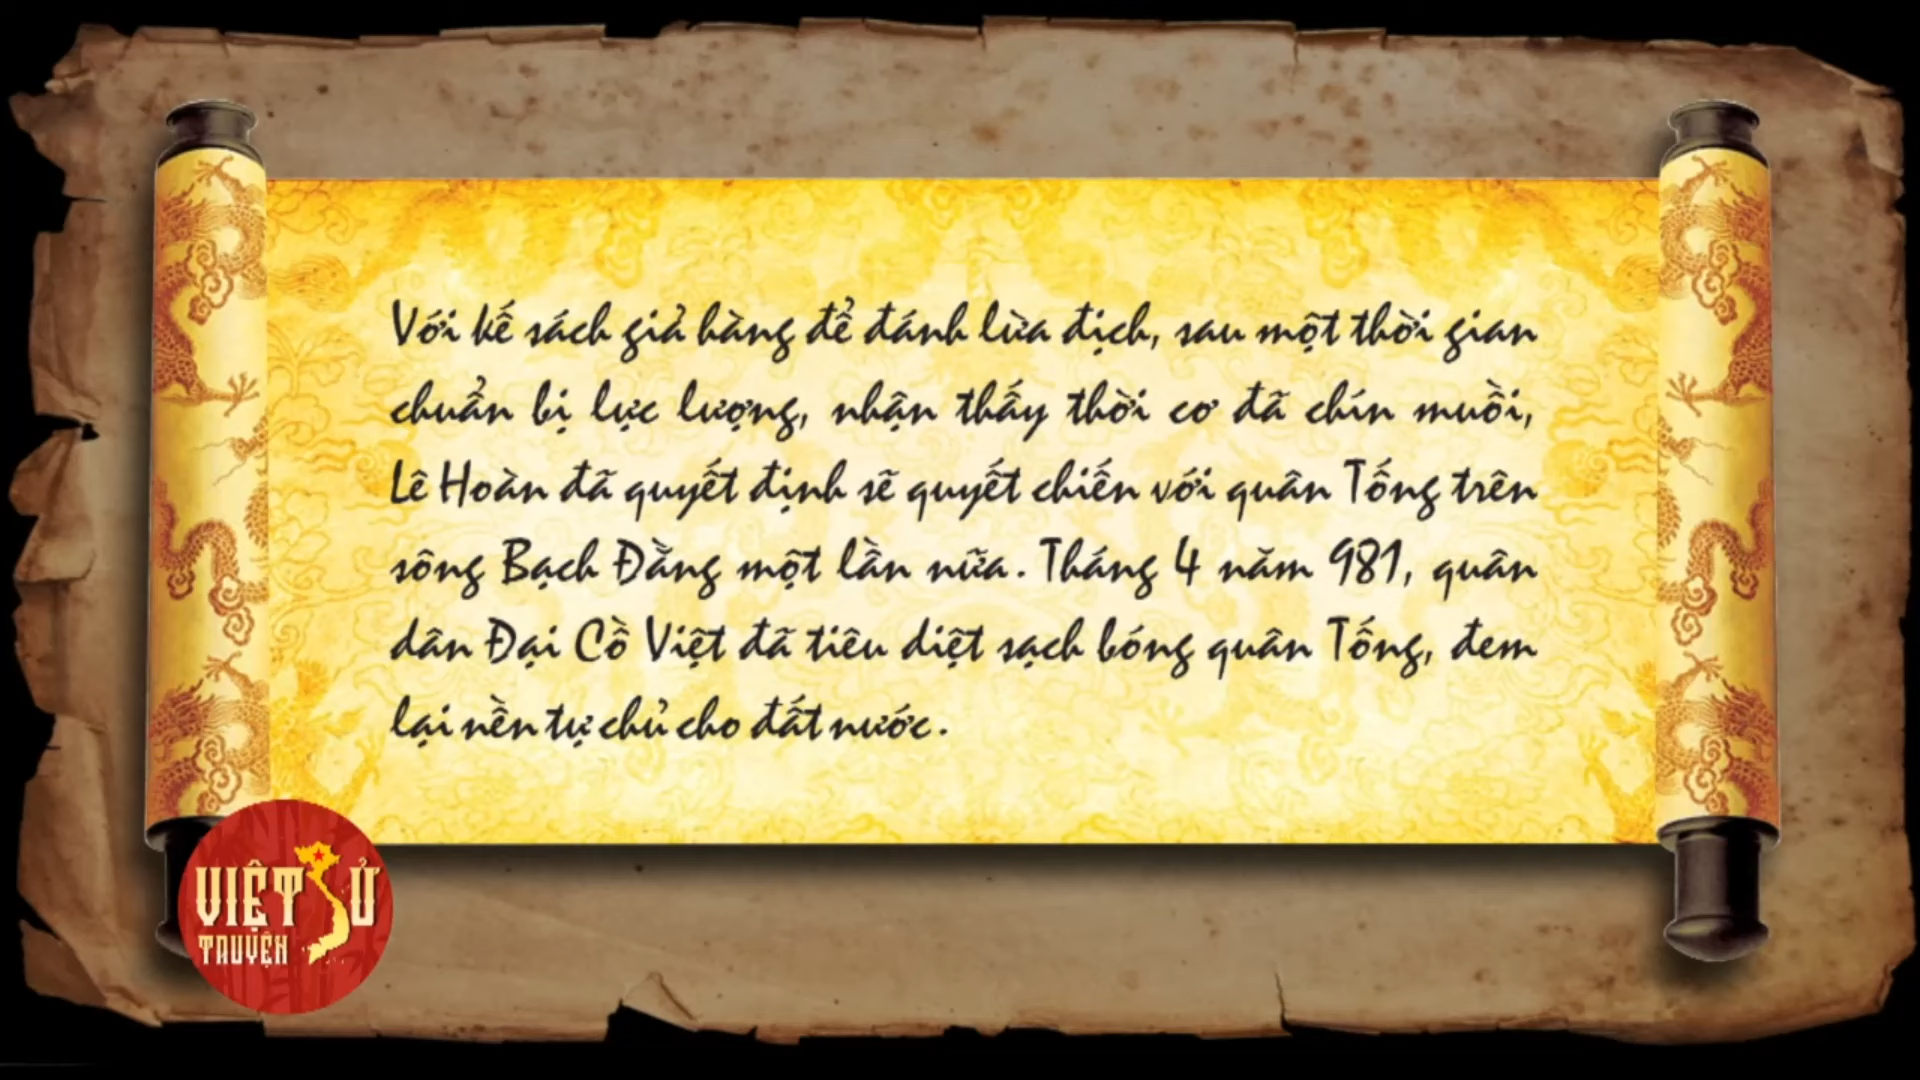 Với kế sách giả hàng để đánh lừa địch, sau một thời gian
chuẩn bị lực lượng, nhận thấy thời cơ đã chín muồi,
Lê Hoàn đã quyết định sẽ quyết chiến với quân Tống trên
sông Bạch Đằng một lần nữa. Tháng 4 năm 981, quân
dân Đại Cồ Việt đã tiêu diệt sạch bóng quân Tống, đem
lại nền tự chủ cho đất nước.
VIỆT SỬ
TRUYỆN